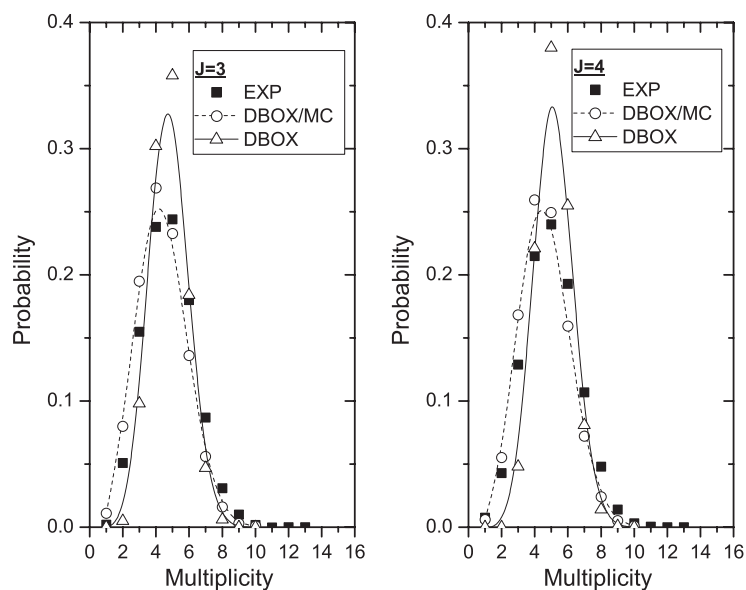 0.4
0.3
0.2
0.1
0.0
Probability
J=3
EXP
DBOX/MC
DBOX
0 2 4 6 8 10 12 14 16
Multiplicity
0.4
0.3
0.2
0.1
0.0
Probability
J=4
EXP
DBOX/MC
DBOX
0 2 4 6 8 10 12 14 16
Multiplicity